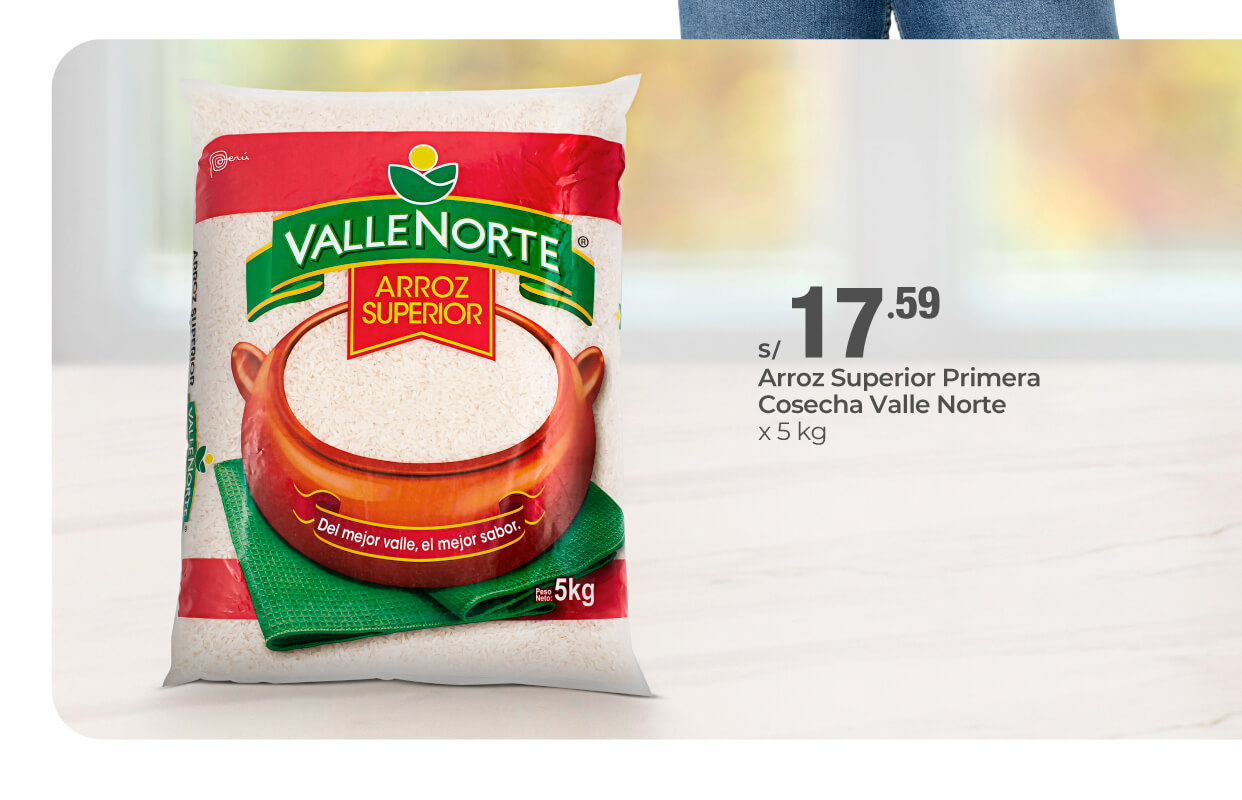 Perú
VALLENORTE®
ARROZ
SUPERIOR
ARROZ SUPERIOR
VALLENORTE®
Del mejor valle, el mejor sabor.
Peso
Neto: 5kg
s/ 17.59
Arroz Superior Primera
Cosecha Valle Norte
x 5 kg